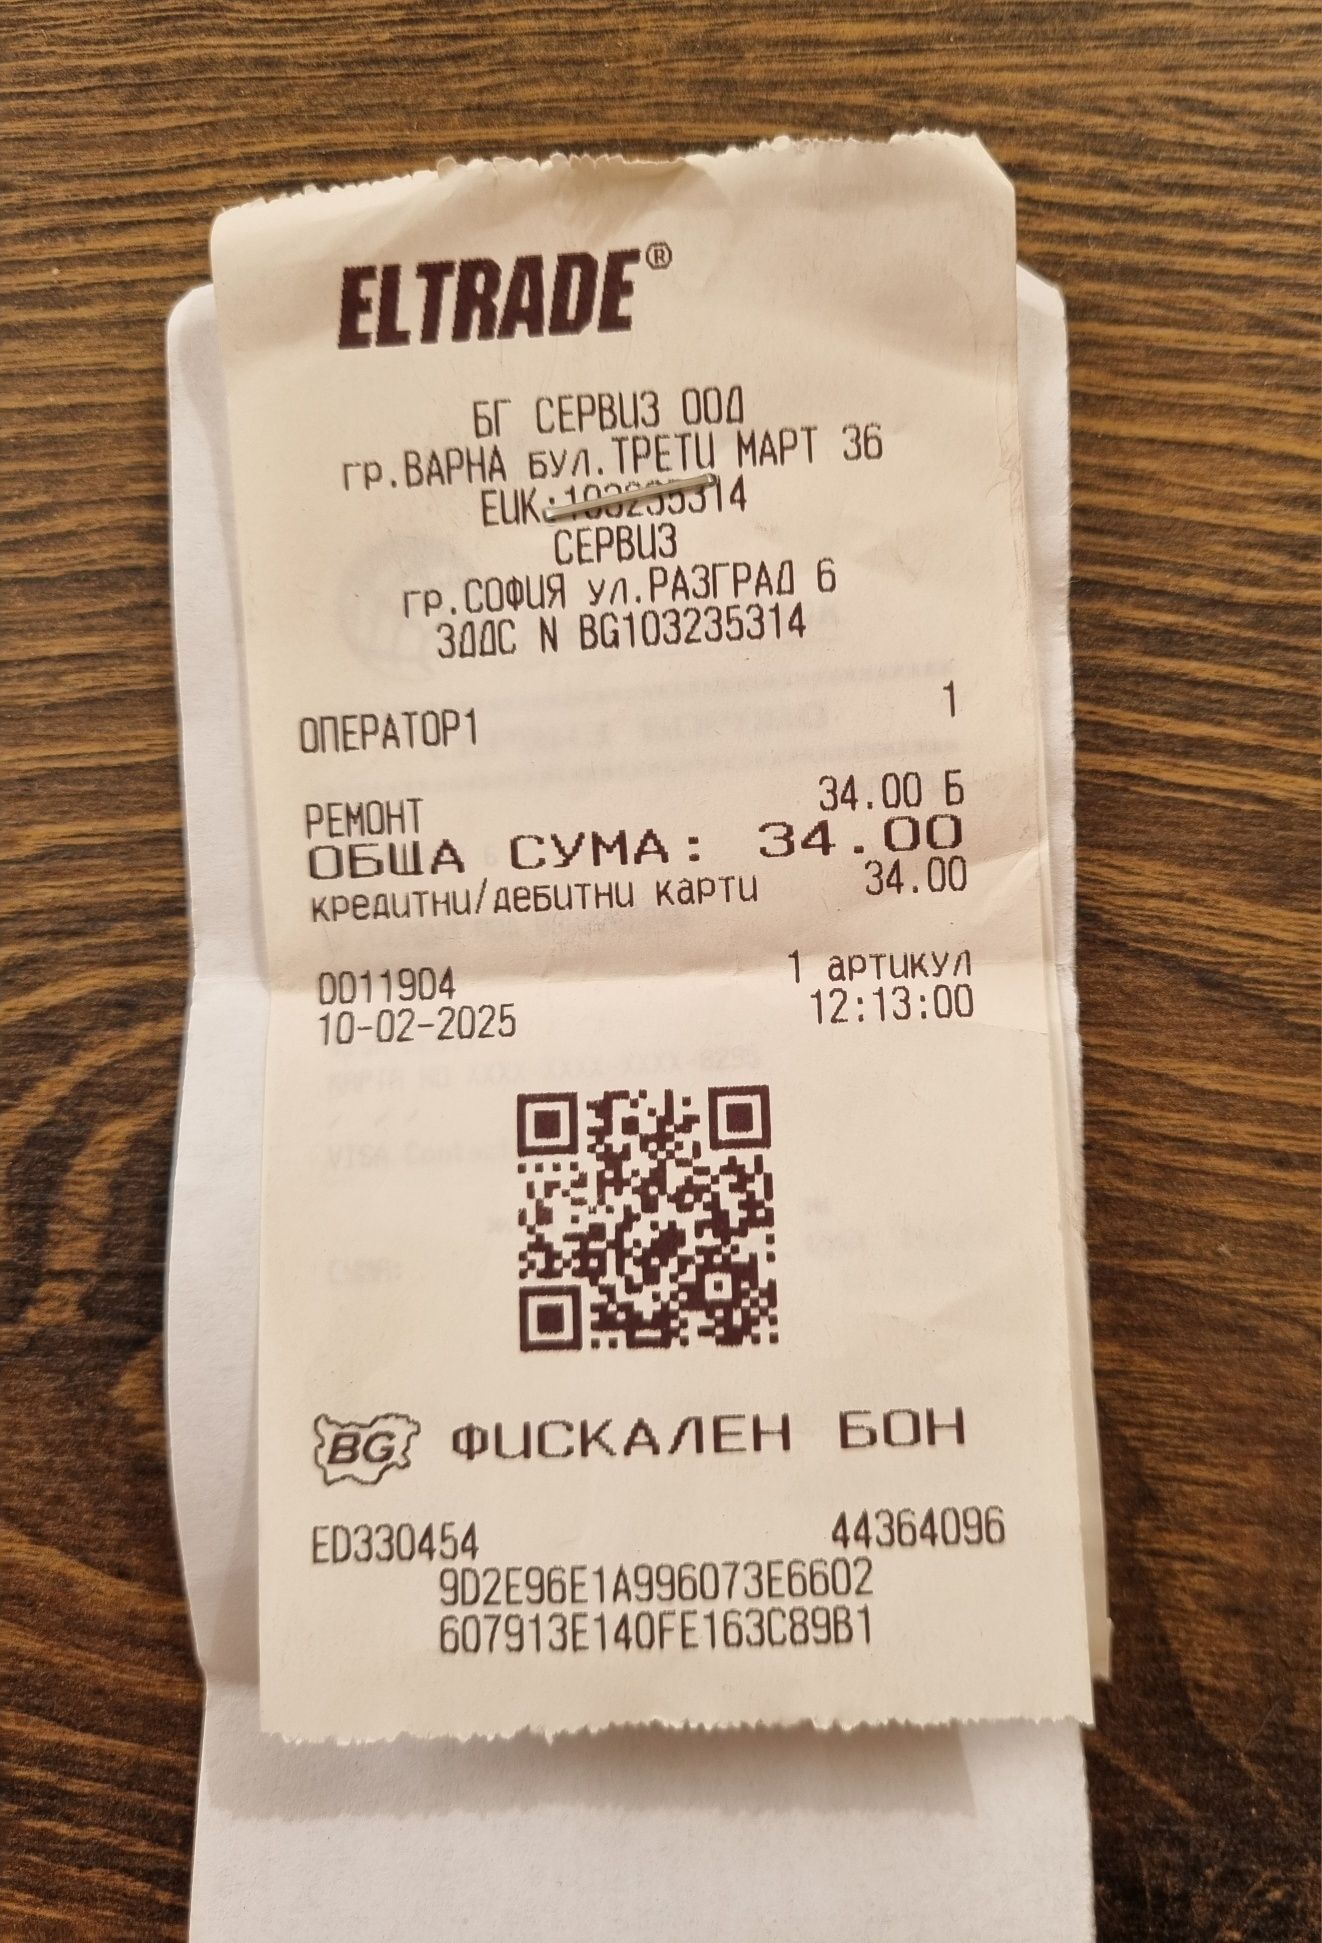 ELTRADE®
БГ СЕРВИЗ ООД
гр.ВАРНА бул.ТРЕТИ МАРТ 36
ЕИК:103235314
СЕРВИЗ
гр.СОФИЯ ул.РАЗГРАД 6
ЗДДС N BG103235314
ОПЕРАТОР1 1
РЕМОНТ 34.00 Б
ОБЩА СУМА: 34.00
кредитни/дебитни карти 34.00
0011904 1 артикул
10-02-2025 12:13:00
BG ФИСКАЛЕН БОН
ED330454 44364096
9D2E96E1A996073E6602
607913E140FE163C89B1